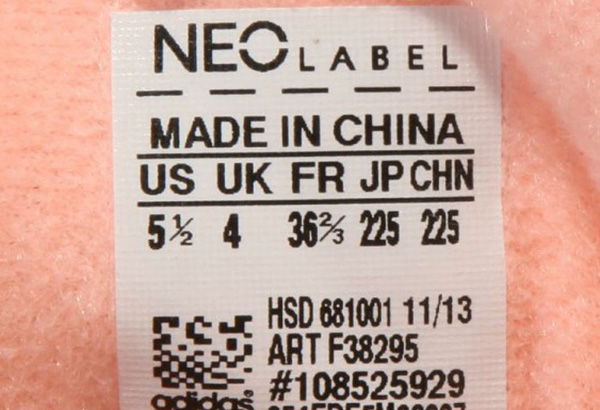 NEO LABEL
MADE IN CHINA
US UK FR JP CHN
5½ 4 36⅔ 225 225
HSD 681001 11/13
ART F38295
#108525929
adidas